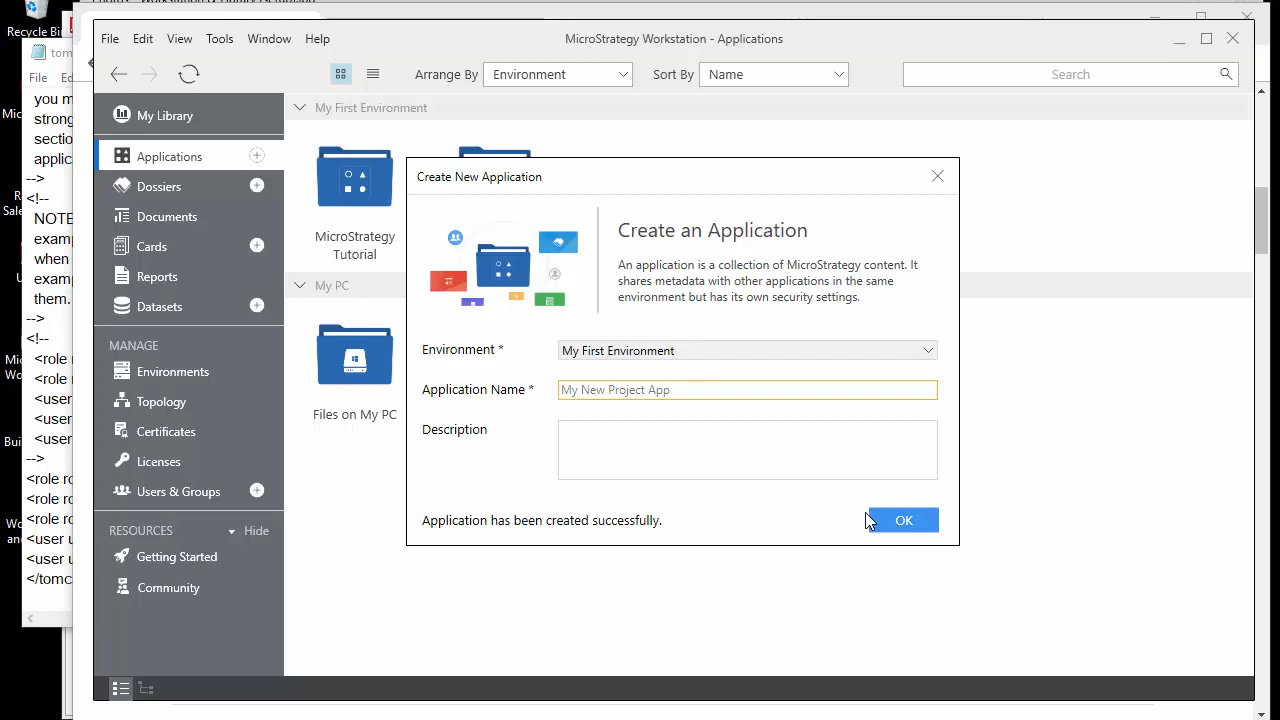 Recycle Bin
File Edit View Tools Window Help
MicroStrategy Workstation - Applications
Arrange By Environment
Sort By Name
Search
My Library
Applications
Dossiers
Documents
Cards
Reports
Datasets
MANAGE
Environments
Topology
Certificates
Licenses
Users & Groups
RESOURCES Hide
Getting Started
Community
My First Environment
MicroStrategy
Tutorial
My PC
Files on My PC
Create New Application
Create an Application
An application is a collection of MicroStrategy content. It
shares metadata with other applications in the same
environment but has its own security settings.
Environment * My First Environment
Application Name * My New Project App
Description
Application has been created successfully.
OK
tom
File Ed
you m
strong
sectio
applic
-->
<!--
NOTE
examp
when
examp
them.
-->
<!--
<role r
<role r
<user
<user
<user
-->
<role ro
<role ro
<role ro
<user u
<user u
</tomc